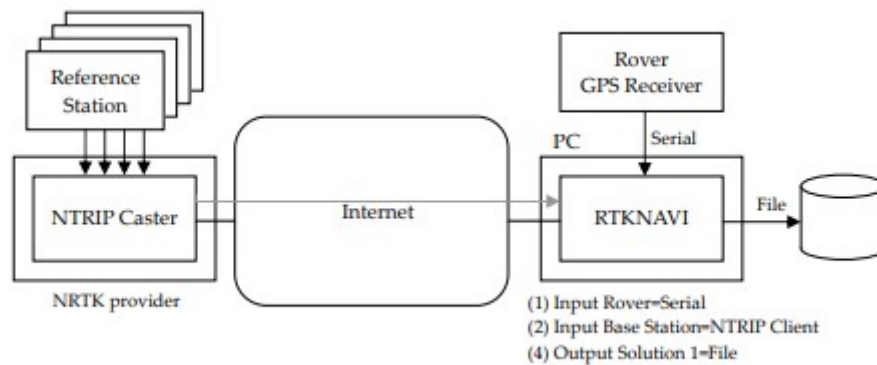 Reference
Station
Rover
GPS Receiver
PC
Serial
NTRIP Caster
Internet
RTKNAVI
File
NRTK provider
(1) Input Rover=Serial
(2) Input Base Station=NTRIP Client
(4) Output Solution 1=File